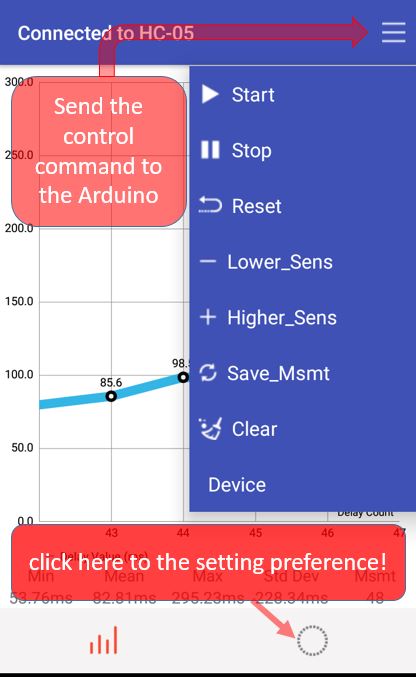 Connected to HC-05
300.0
Send the
control
command to
the Arduino
250.0
200.0
150.0
100.0
50.0
0.0
Start
Stop
Reset
Lower_Sens
Higher_Sens
Save_Msmt
Clear
Device
85.6
98.5
Delay Count
43
44
45
46
47
Delay Value (ms)
click here to the setting preference!
Min Mean Max Std Dev Msmt
53.76ms 82.81ms 295.23ms 228.34ms 48